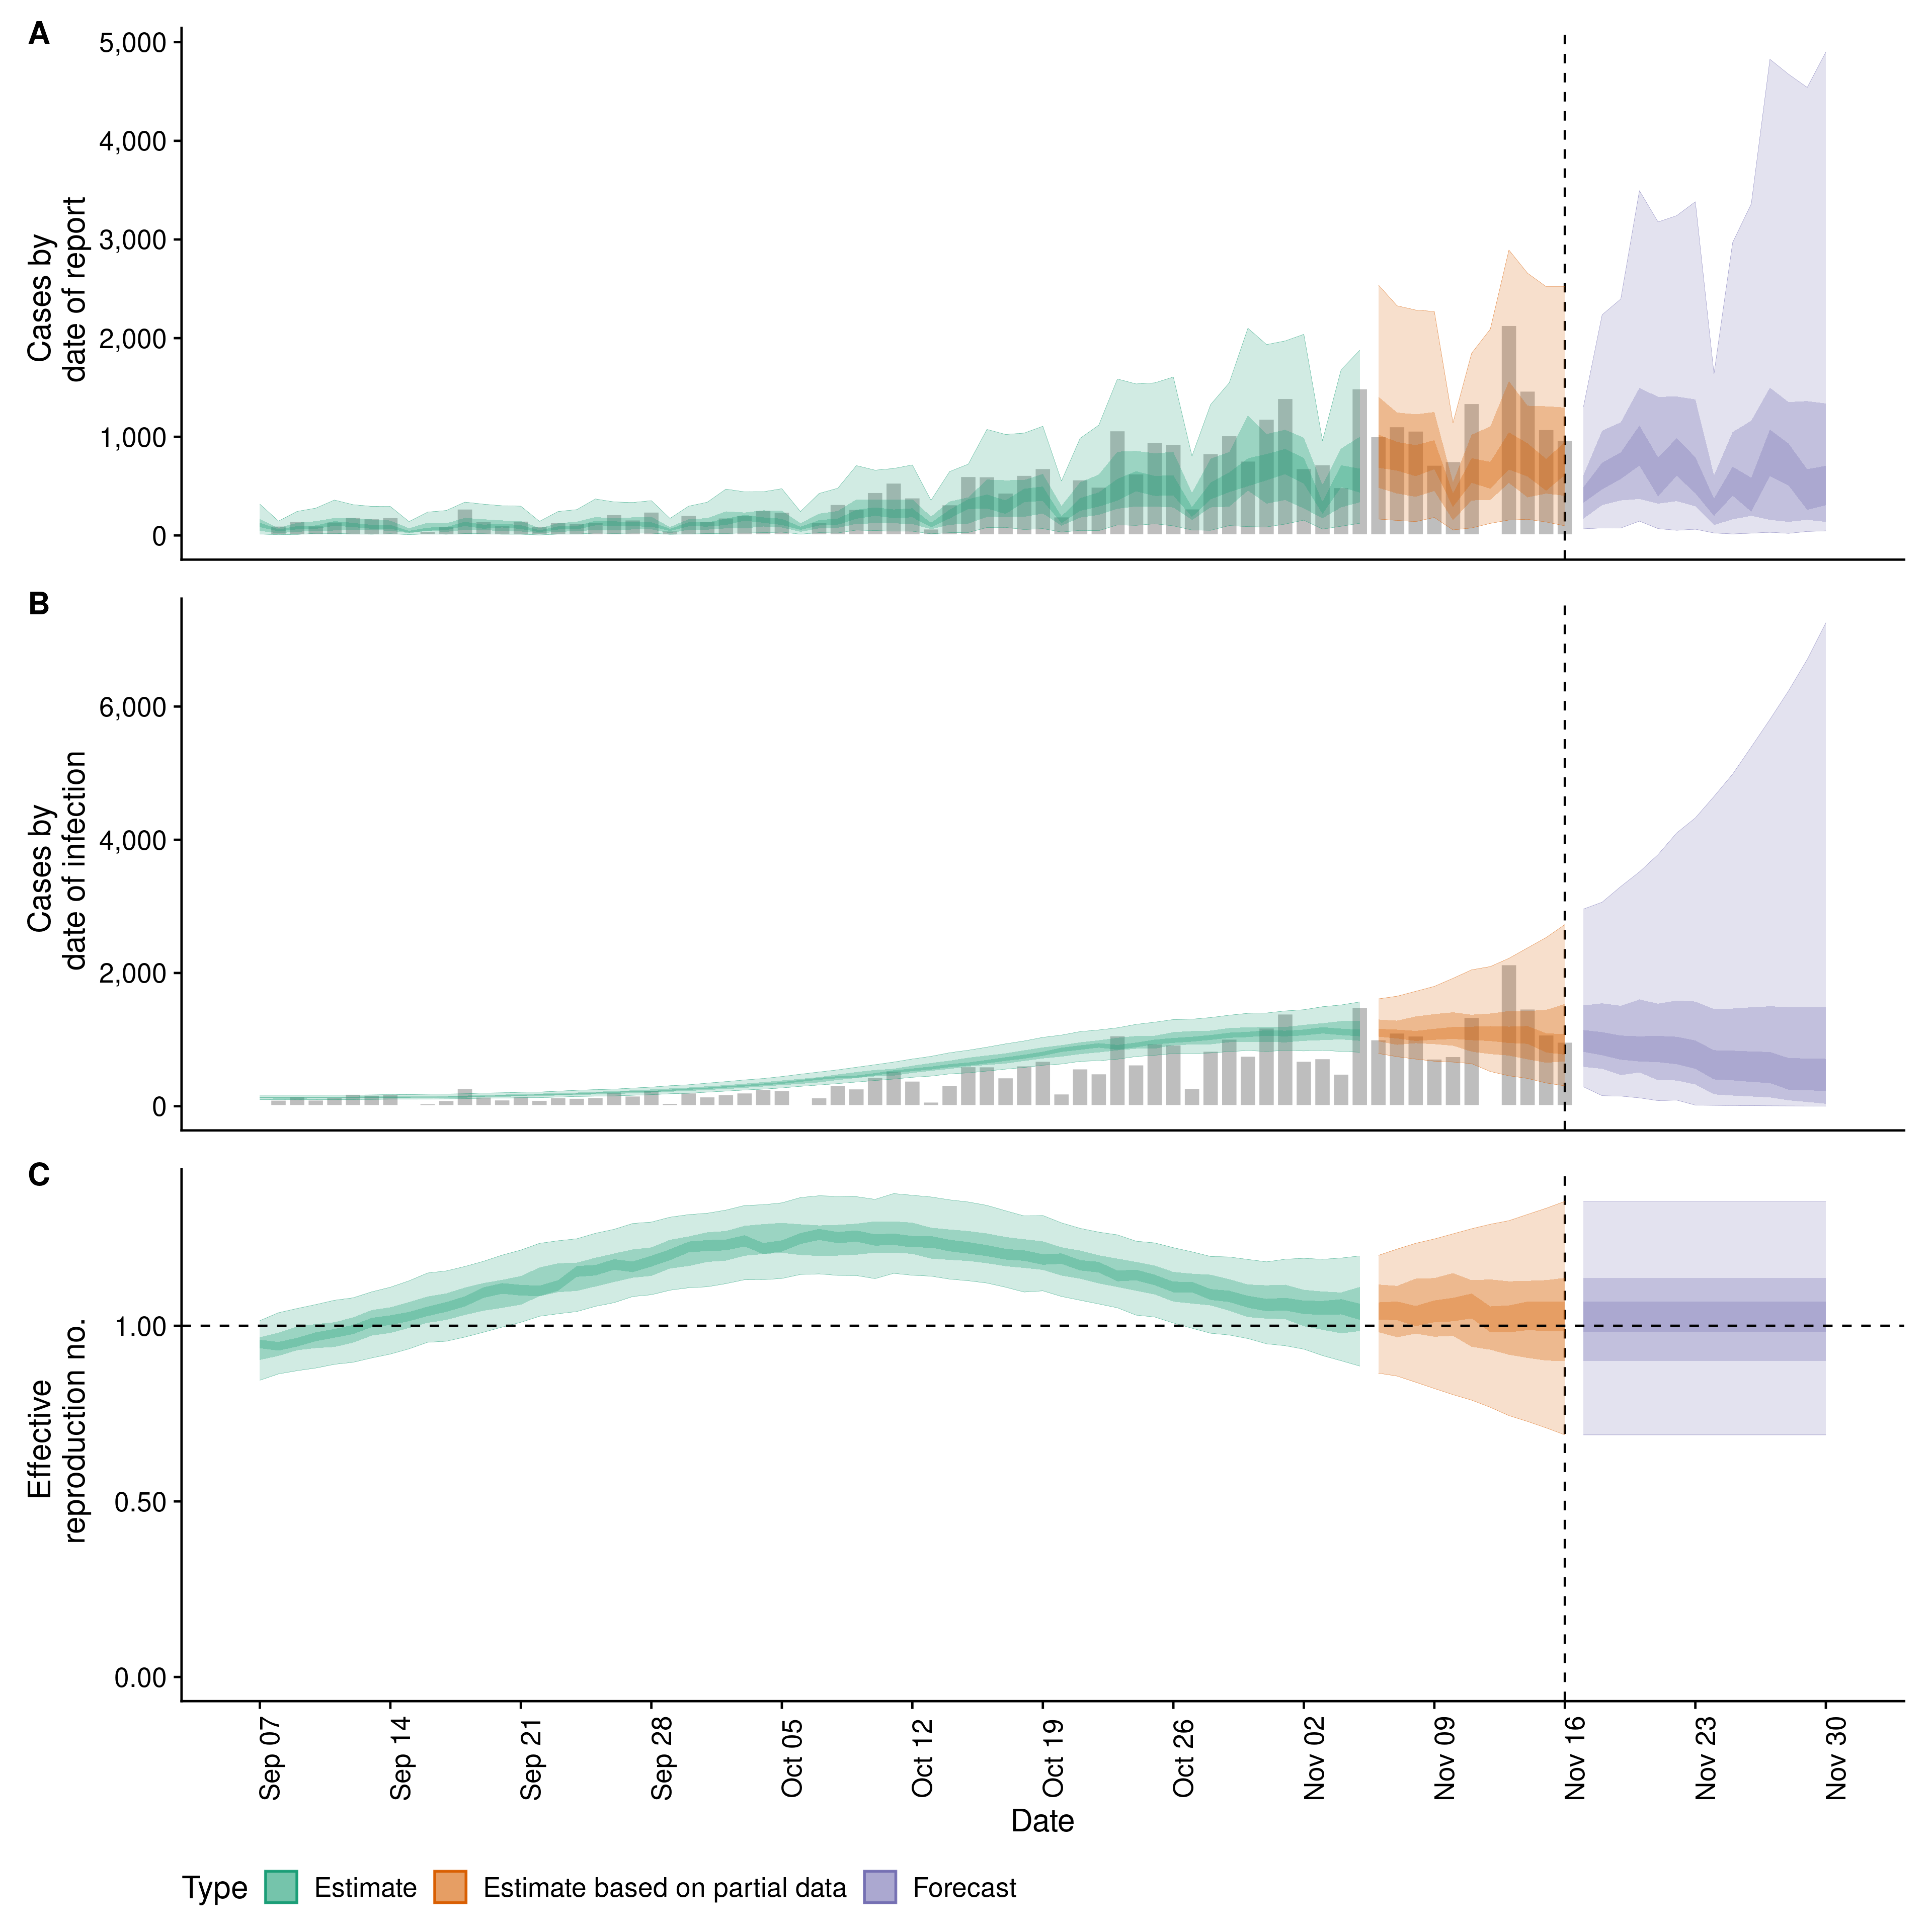 A
5,000
4,000
3,000
2,000
1,000
0
Cases by
date of report
B
6,000
4,000
2,000
0
Cases by
date of infection
C
1.00
0.50
0.00
Effective
reproduction no.
Sep 07
Sep 14
Sep 21
Sep 28
Oct 05
Oct 12
Oct 19
Oct 26
Nov 02
Nov 09
Nov 16
Nov 23
Nov 30
Date
Type Estimate Estimate based on partial data Forecast